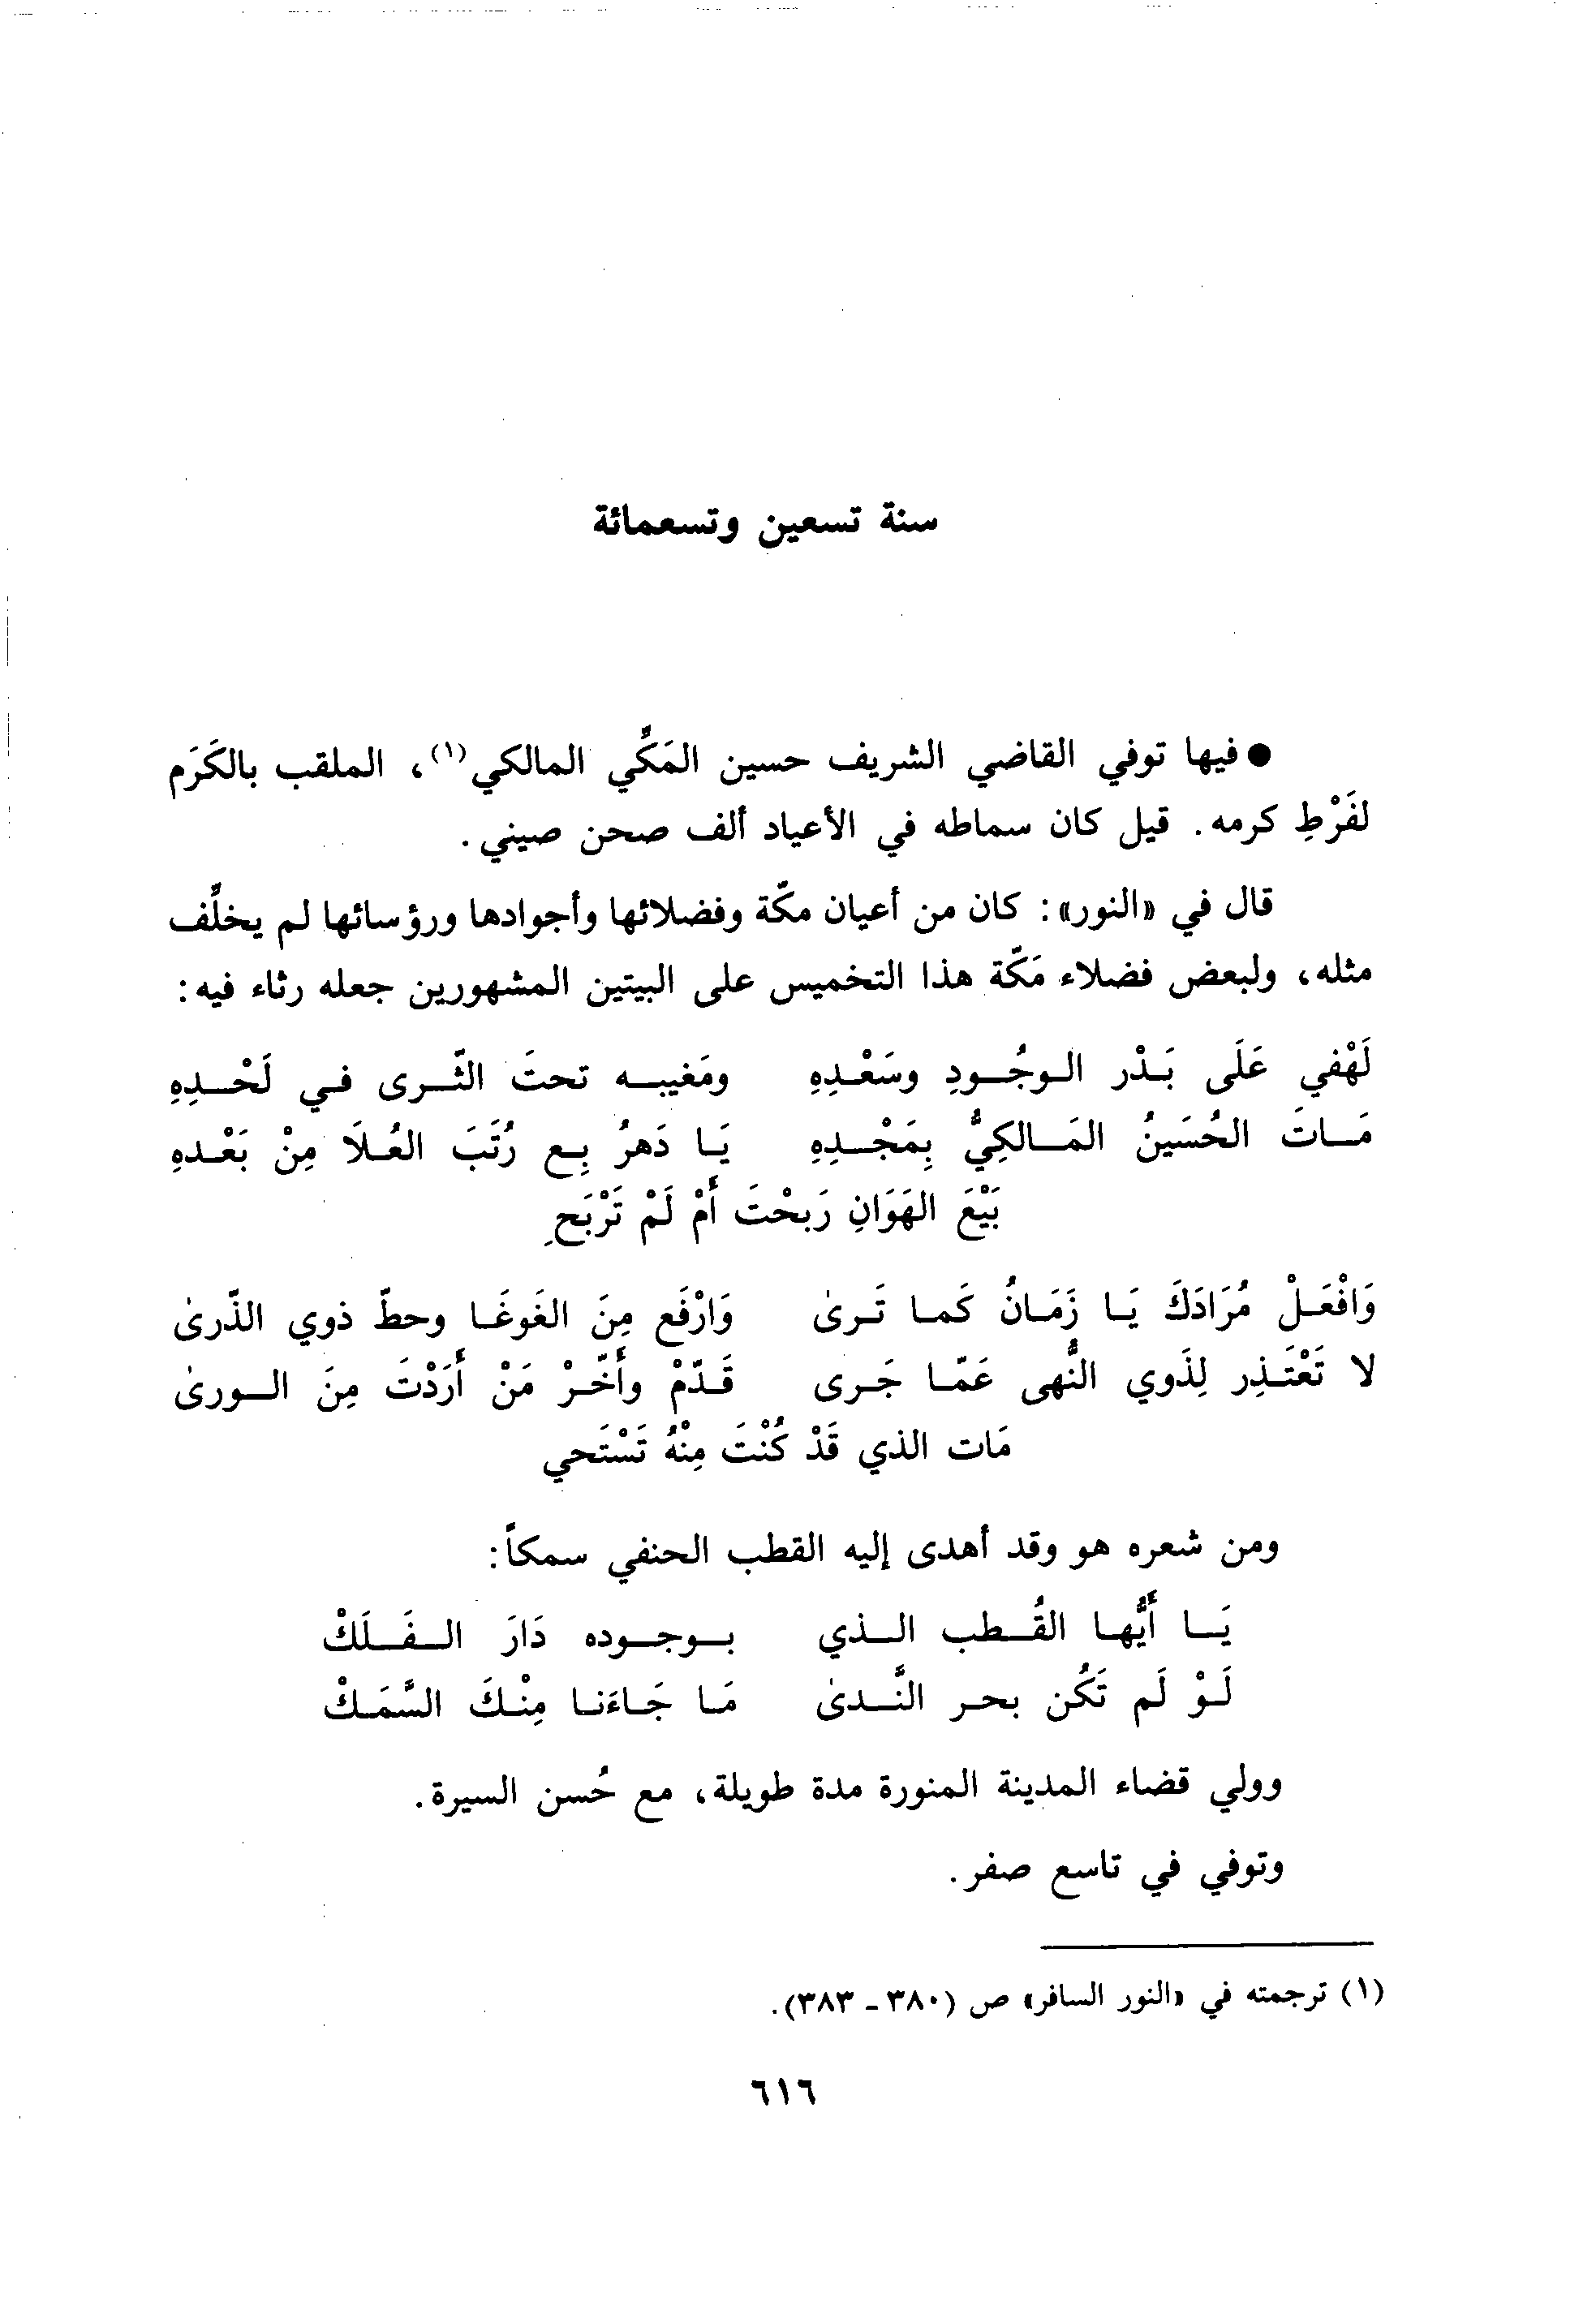 سنة تسعين وتسعمائة
● فيها توفي القاضي الشريف حسين المَكِّي المالكي(١)، الملقب بالكَرَم
لفَرْطِ كرمه. قيل كان سماطه في الأعياد ألف صحن صيني.
قال في «النور»: كان من أعيان مكّة وفضلائها وأجوادها ورؤسائها لم يخلِّف
مثله، ولبعض فضلاء مَكّة هذا التخميس على البيتين المشهورين جعله رثاء فيه:
لَهْفي عَلَى بَدْر الوجُودِ وسَعْدِهِ ومَغيبه تحتَ الثّرى في لَحْدِهِ
مَاتَ الحُسَينُ المَالكِيُّ بِمَجْدِهِ يَا دَهرُ بِع رُتَبَ العُلَا مِنْ بَعْدهِ
بَيْعَ الهَوَانِ رَبحْتَ أَمْ لَمْ تَرْبَحِ
وَافْعَلْ مُرَادَكَ يَا زَمَانُ كَما تَرىٰ وَارْفَع مِنَ الغَوغَا وحطّ ذوي الذّرىٰ
لا تَعْتَذِر لِذَوي النُّهى عَمّا جَرى قَدّمْ وأَخّرْ مَنْ أَرَدْتَ مِنَ الورىٰ
مَات الذي قَدْ كُنْتَ مِنْهُ تَسْتَحي
ومن شعره هو وقد أهدى إليه القطب الحنفي سمكاً:
يَا أَيُّها القُطب الذي بوجوده دَارَ الفَلَكْ
لَوْ لَم تَكُن بحر النَّدىٰ مَا جَاءَنا مِنْكَ السَّمَكْ
وولي قضاء المدينة المنورة مدة طويلة، مع حُسن السيرة.
وتوفي في تاسع صفر.
(١) ترجمته في «النور السافر» ص (٣٨٠ - ٣٨٣).
٦١٦